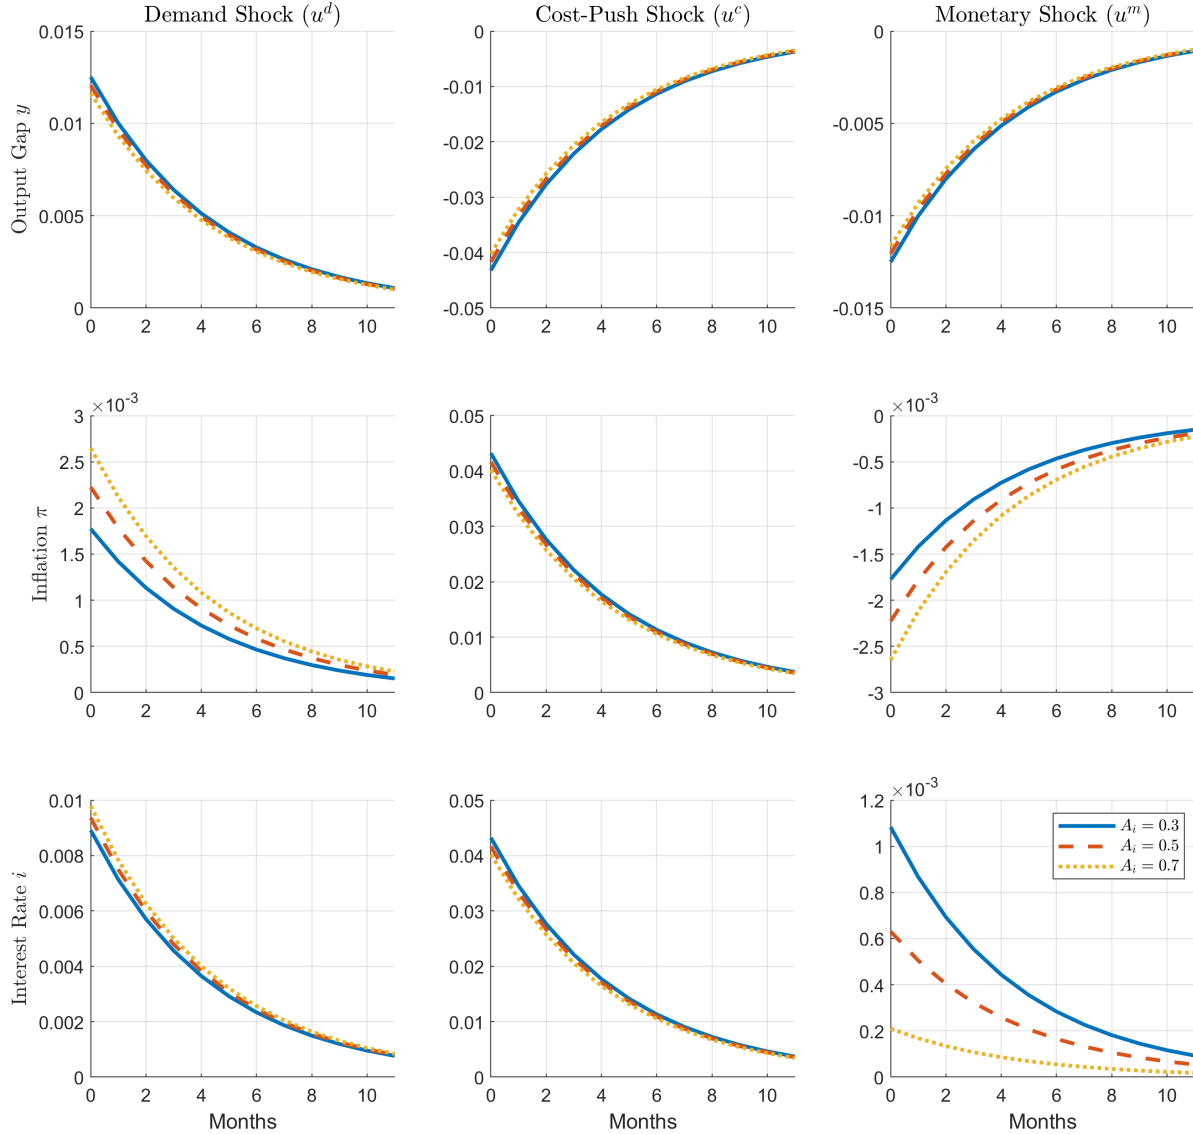 Demand Shock (u^d)
Cost-Push Shock (u^c)
Monetary Shock (u^m)
Output Gap y
0.015
0.01
0.005
0
0 2 4 6 8 10
0
-0.01
-0.02
-0.03
-0.04
-0.05
0 2 4 6 8 10
0
-0.005
-0.01
-0.015
0 2 4 6 8 10
Inflation π
×10^-3
3
2.5
2
1.5
1
0.5
0
0 2 4 6 8 10
0.05
0.04
0.03
0.02
0.01
0
0 2 4 6 8 10
×10^-3
0
-0.5
-1
-1.5
-2
-2.5
-3
0 2 4 6 8 10
Interest Rate i
0.01
0.008
0.006
0.004
0.002
0
0 2 4 6 8 10
Months
0.05
0.04
0.03
0.02
0.01
0
0 2 4 6 8 10
Months
×10^-3
1.2
1
0.8
0.6
0.4
0.2
0
0 2 4 6 8 10
Months
A_i = 0.3
A_i = 0.5
A_i = 0.7